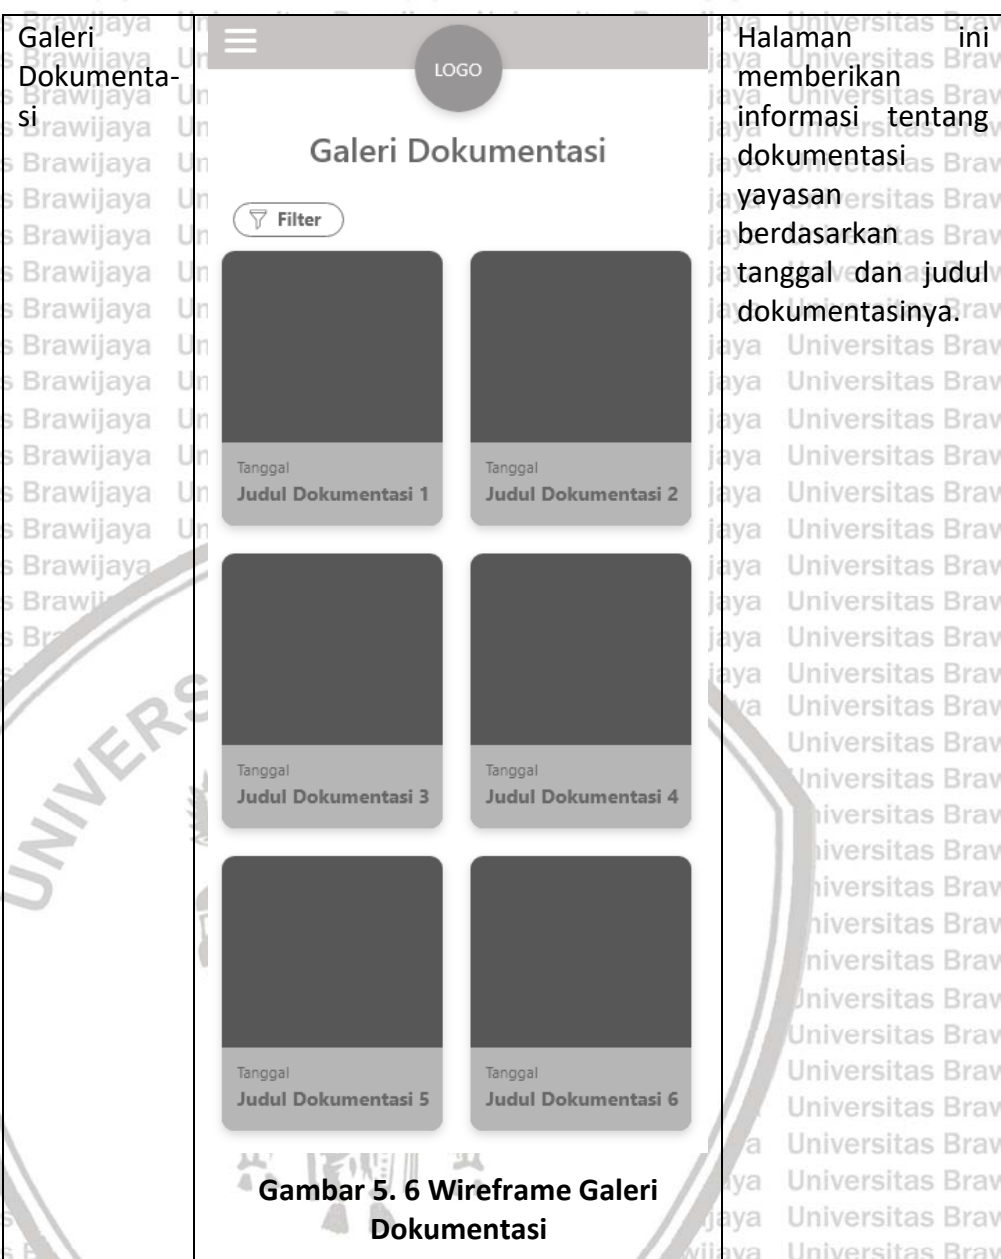 Galeri
Dokumenta-
si
LOGO
Galeri Dokumentasi
Filter
Tanggal
Judul Dokumentasi 1
Tanggal
Judul Dokumentasi 2
Tanggal
Judul Dokumentasi 3
Tanggal
Judul Dokumentasi 4
Tanggal
Judul Dokumentasi 5
Tanggal
Judul Dokumentasi 6
Gambar 5. 6 Wireframe Galeri
Dokumentasi
Halaman ini
memberikan
informasi tentang
dokumentasi
yayasan
berdasarkan
tanggal dan judul
dokumentasinya.